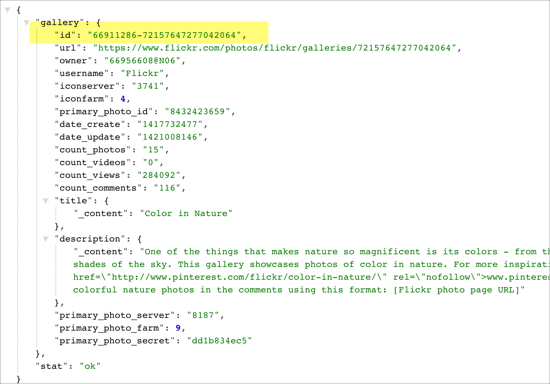 {
"gallery": {
"id": "66911286-72157647277042064",
"url": "https://www.flickr.com/photos/flickr/galleries/72157647277042064",
"owner": "66956608@N06",
"username": "Flickr",
"iconserver": "3741",
"iconfarm": 4,
"primary_photo_id": "8432423659",
"date_create": "1417732477",
"date_update": "1421008146",
"count_photos": "15",
"count_videos": "0",
"count_views": "284092",
"count_comments": "116",
"title": {
"_content": "Color in Nature"
},
"description": {
"_content": "One of the things that makes nature so magnificent is its colors - from th
shades of the sky. This gallery showcases photos of color in nature. For more inspirati
href=\"http://www.pinterest.com/flickr/color-in-nature/\" rel=\"nofollow\">www.pinteres
colorful nature photos in the comments using this format: [Flickr photo page URL]"
},
"primary_photo_server": "8187",
"primary_photo_farm": 9,
"primary_photo_secret": "dd1b834ec5"
},
"stat": "ok"
}